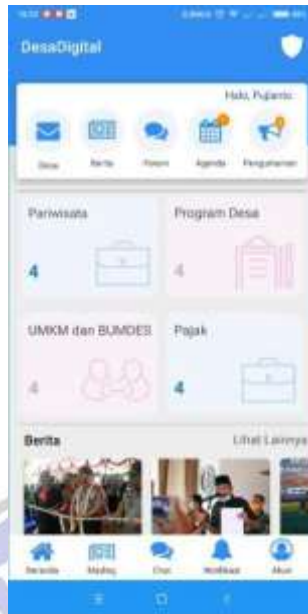 DesaDigital
Halo, Pujianto
Berita
Forum
Agenda
Pengumuman
Pariwisata
Program Desa
4
4
UMKM dan BUMDES
Pajak
4
4
Berita
Lihat Lainnya
Beranda
Mading
Chat
Notifikasi
Akun